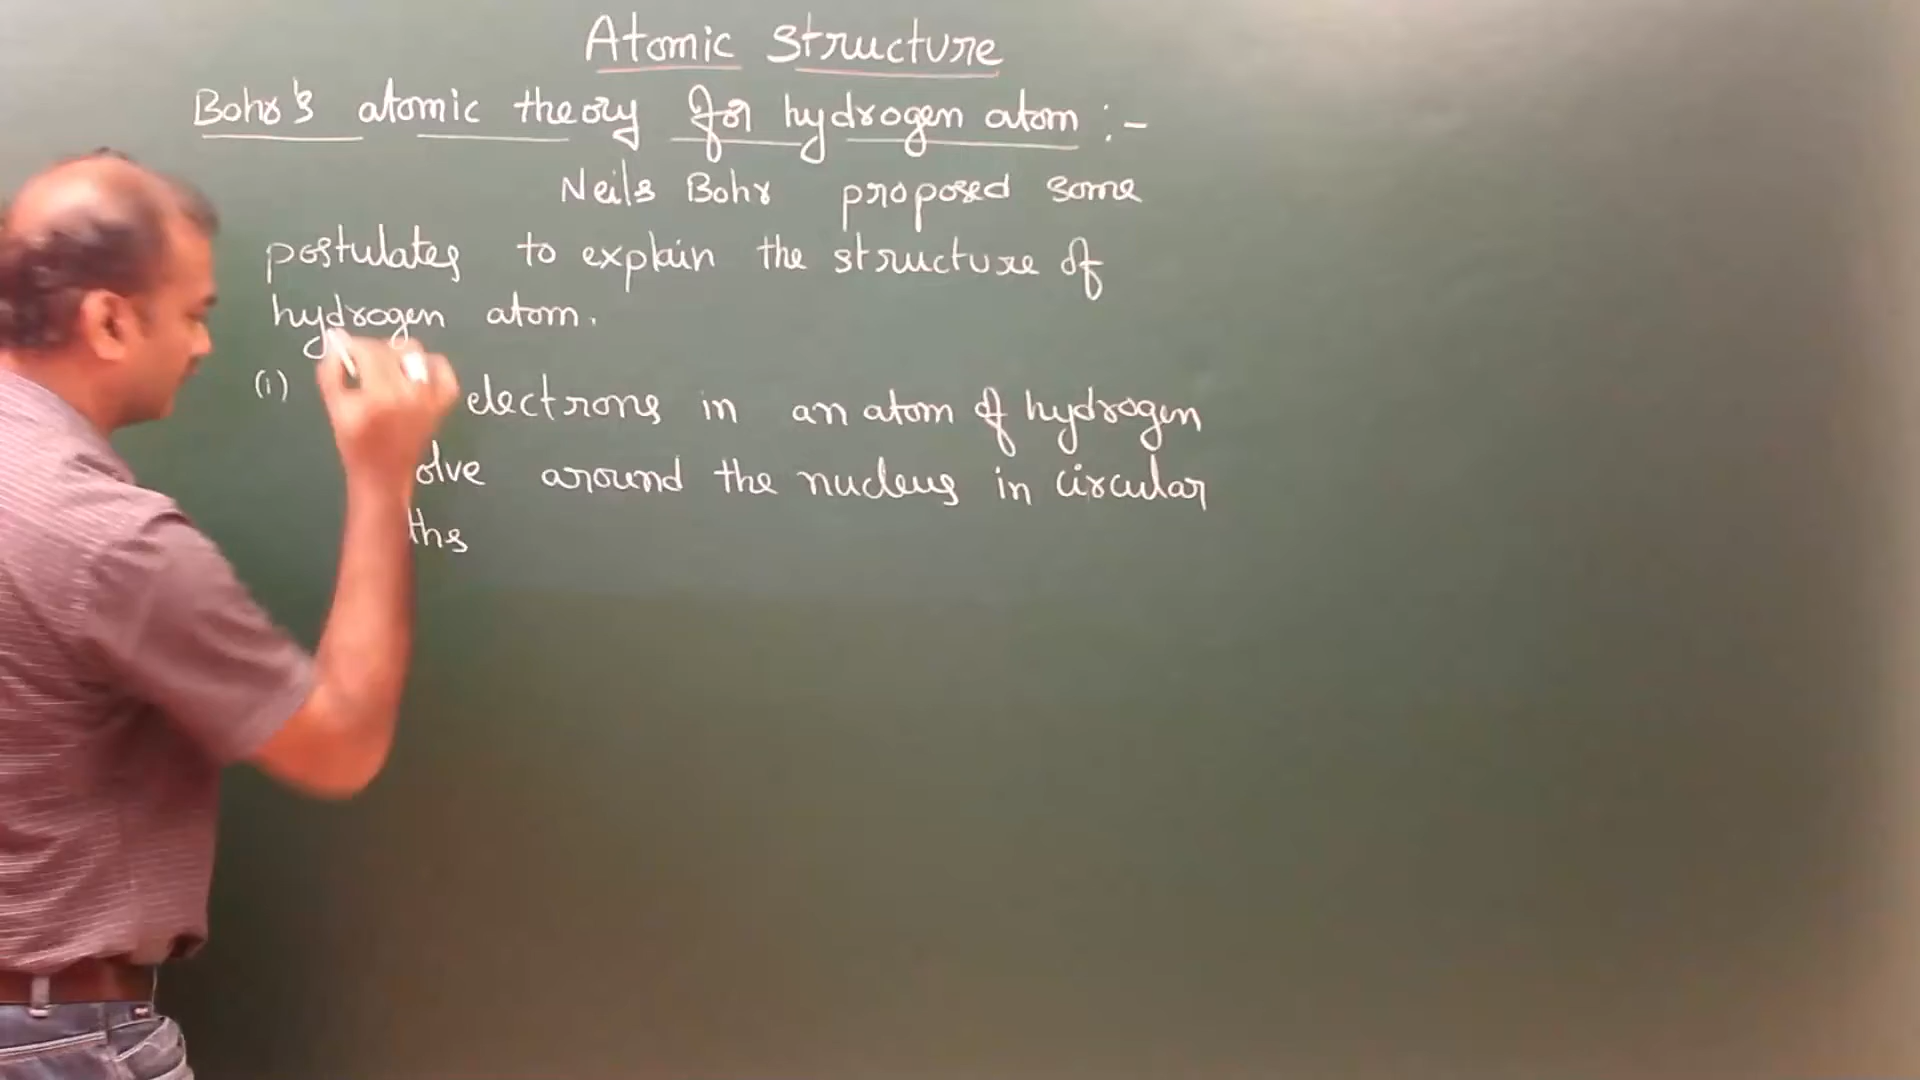 Atomic Structure
Bohr's atomic theory for hydrogen atom :-
Neils Bohr proposed some
postulates to explain the structure of
hydrogen atom.
(i) electrons in an atom of hydrogen
olve around the nucleus in circular
ths